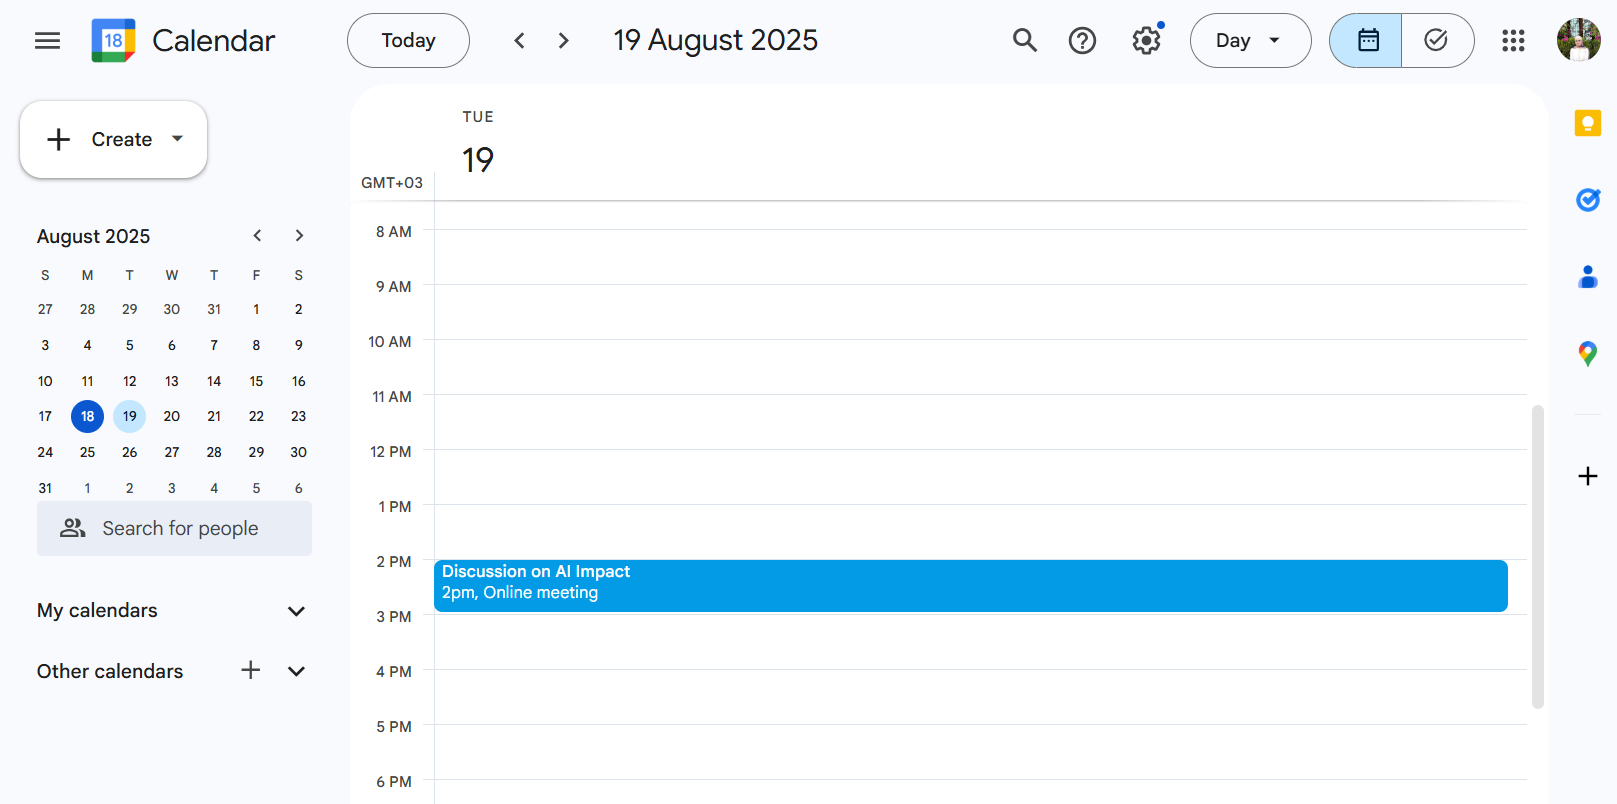 18 Calendar
Today
19 August 2025
Day
Create
August 2025
S M T W T F S
27 28 29 30 31 1 2
3 4 5 6 7 8 9
10 11 12 13 14 15 16
17 18 19 20 21 22 23
24 25 26 27 28 29 30
31 1 2 3 4 5 6
Search for people
My calendars
Other calendars
TUE
19
GMT+03
8 AM
9 AM
10 AM
11 AM
12 PM
1 PM
2 PM
Discussion on AI Impact
2pm, Online meeting
3 PM
4 PM
5 PM
6 PM